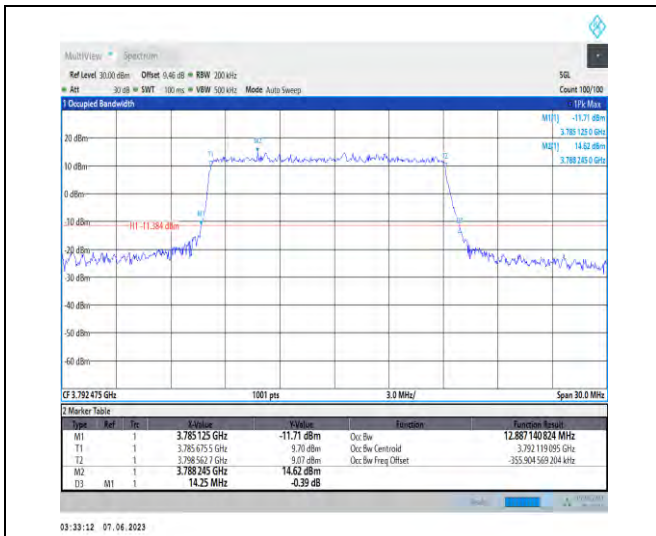 MultiView Spectrum
Ref Level 30.00 dBm Offset 9.46 dB RBW 200 kHz SGL
Att 30 dB SWT 100 ms VBW 500 kHz Mode Auto Sweep Count 100/100
1 Occupied Bandwidth 1Pk Max
M1[1] -11.71 dBm
3.785 125 0 GHz
M2[1] 14.62 dBm
3.788 245 0 GHz
20 dBm
M2
T1
T2
10 dBm
0 dBm
M1
-10 dBm
H1 -11.384 dBm
-20 dBm
-30 dBm
-40 dBm
-50 dBm
-60 dBm
CF 3.792 475 GHz 1001 pts 3.0 MHz/ Span 30.0 MHz
2 Marker Table
Type Ref Trc X-Value Y-Value Function Function Result
M1 1 3.785 125 GHz -11.71 dBm Occ Bw 12.887 140 824 MHz
T1 1 3.785 675 5 GHz 9.70 dBm Occ Bw Centroid 3.792 119 095 GHz
T2 1 3.798 562 7 GHz 9.07 dBm Occ Bw Freq Offset -355.904 569 204 kHz
M2 1 3.788 245 GHz 14.62 dBm
D3 M1 1 14.25 MHz -0.39 dB
03:33:12 07.06.2023